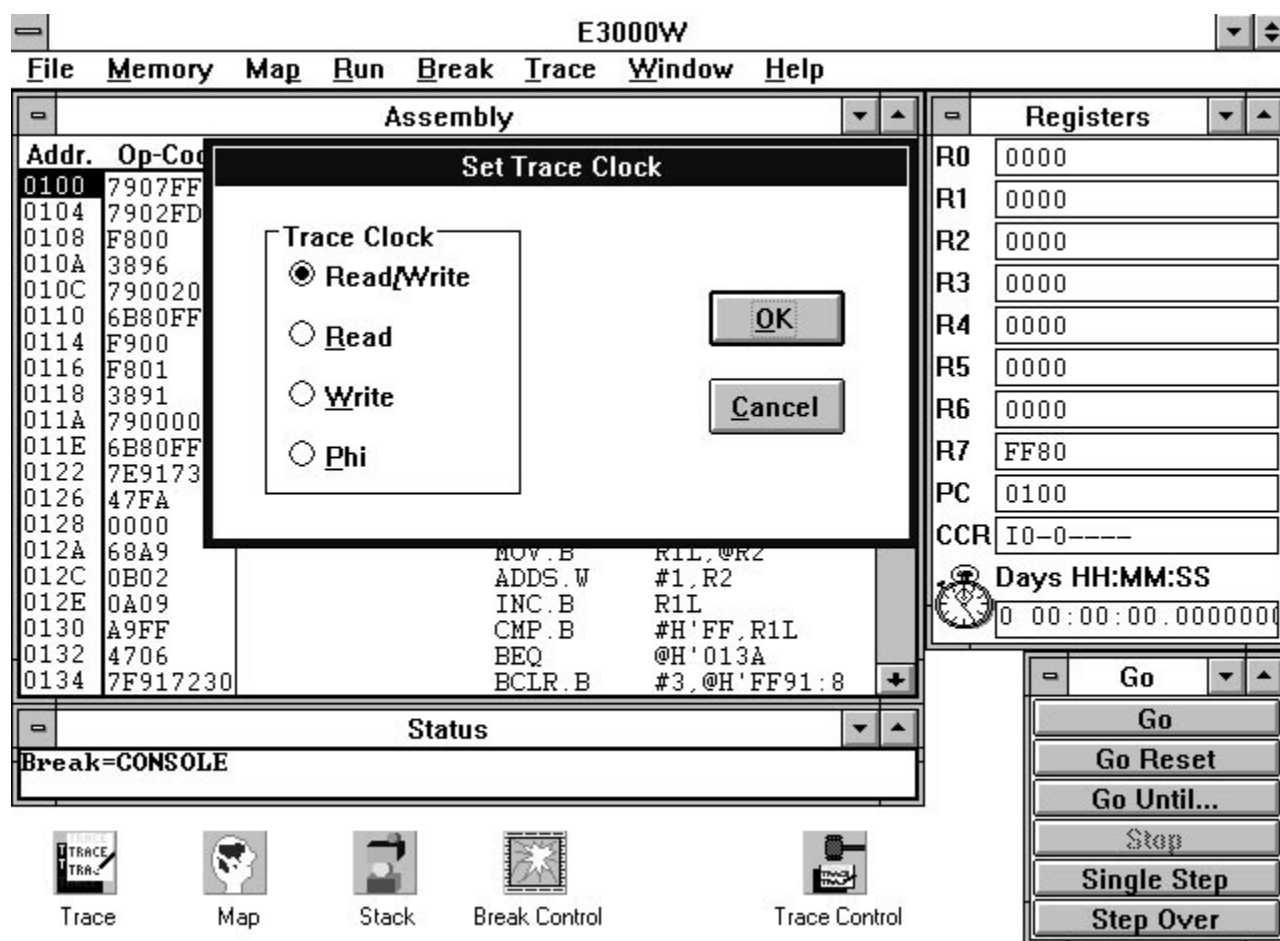 E3000W
File Memory Map Run Break Trace Window Help
Assembly
Addr. Op-Cod
0100 7907FF
0104 7902FD
0108 F800
010A 3896
010C 790020
0110 6B80FF
0114 F900
0116 F801
0118 3891
011A 790000
011E 6B80FF
0122 7E9173
0126 47FA
0128 0000
012A 68A9 MOV.B R1L,@R2
012C 0B02 ADDS.W #1,R2
012E 0A09 INC.B R1L
0130 A9FF CMP.B #H'FF,R1L
0132 4706 BEQ @H'013A
0134 7F917230 BCLR.B #3,@H'FF91:8
Set Trace Clock
Trace Clock
Read/Write
Read
Write
Phi
OK
Cancel
Registers
R0 0000
R1 0000
R2 0000
R3 0000
R4 0000
R5 0000
R6 0000
R7 FF80
PC 0100
CCR I0-0----
Days HH:MM:SS
0 00:00:00.0000000
Status
Break=CONSOLE
Go
Go
Go Reset
Go Until...
Stop
Single Step
Step Over
TRACE
TRACE
TRA
Trace
Map
Stack
Break Control
Trace Control